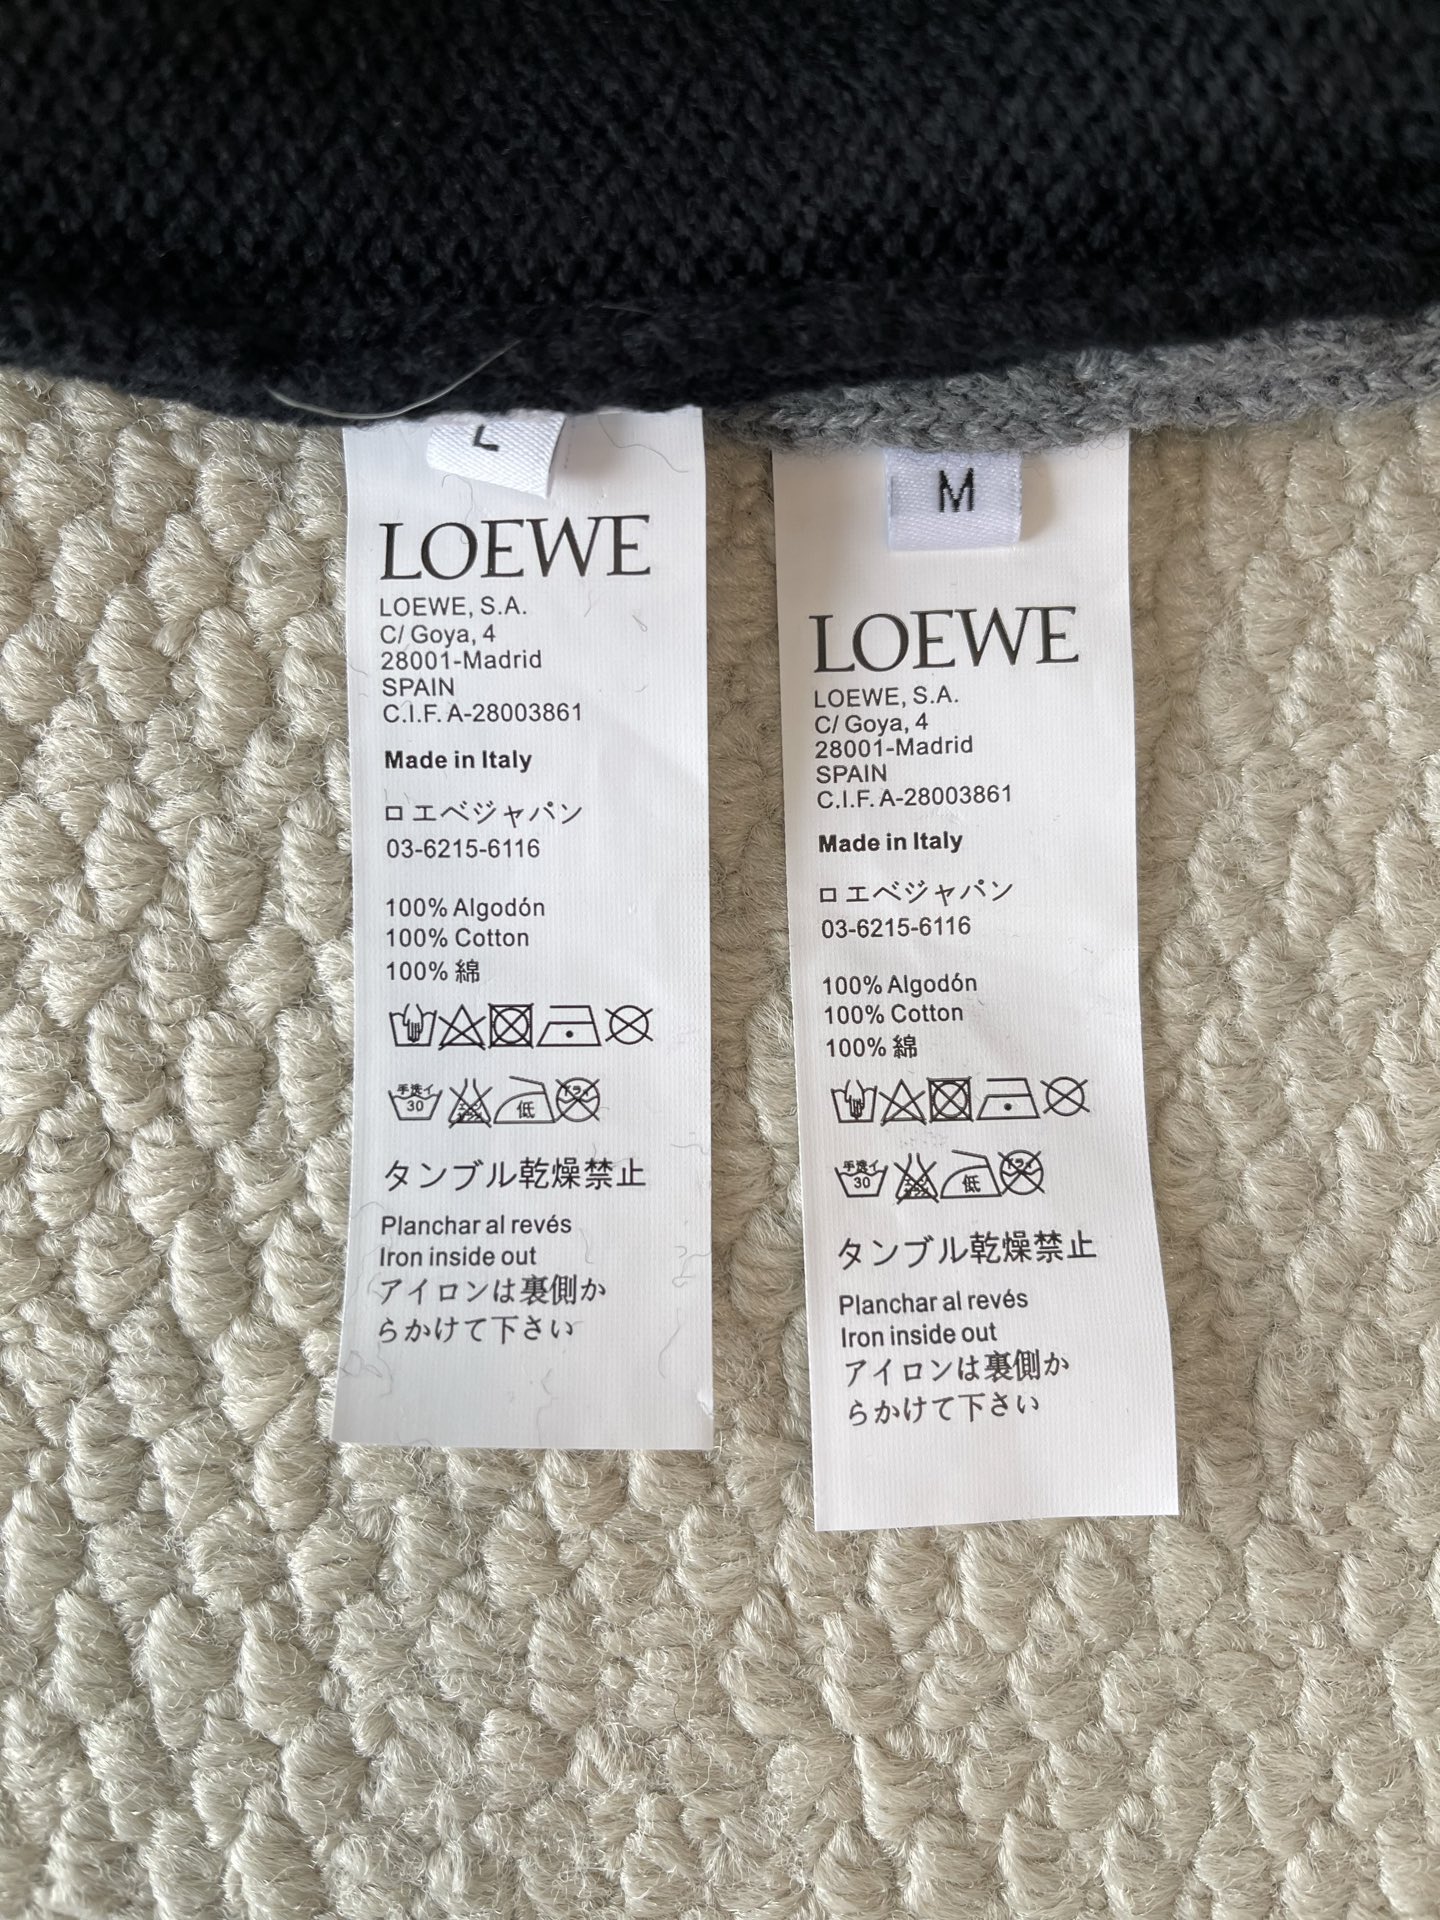 L
LOEWE
LOEWE, S.A.
C/ Goya, 4
28001-Madrid
SPAIN
C.I.F. A-28003861
Made in Italy
ロエベジャパン
03-6215-6116
100% Algodón
100% Cotton
100% 綿
手洗イ
30
低
ドライ
タンブル乾燥禁止
Planchar al revés
Iron inside out
アイロンは裏側か
らかけて下さい
M
LOEWE
LOEWE, S.A.
C/ Goya, 4
28001-Madrid
SPAIN
C.I.F. A-28003861
Made in Italy
ロエベジャパン
03-6215-6116
100% Algodón
100% Cotton
100% 綿
手洗イ
30
低
ドライ
タンブル乾燥禁止
Planchar al revés
Iron inside out
アイロンは裏側か
らかけて下さい